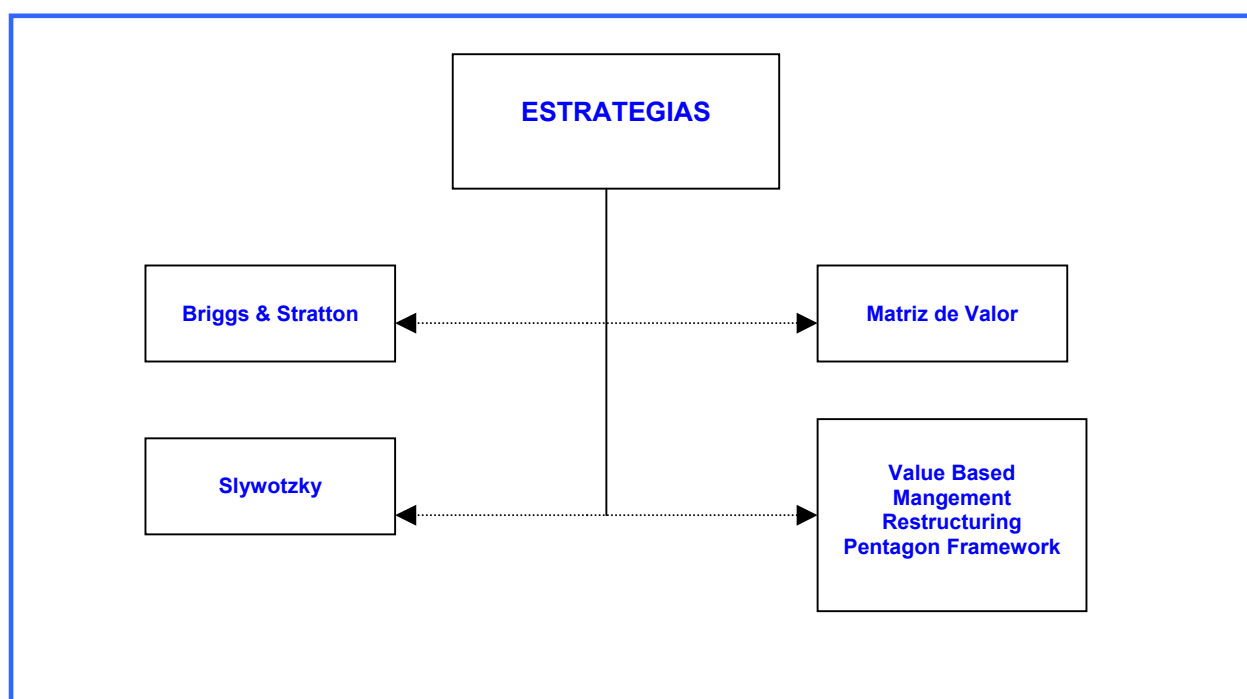 ESTRATEGIAS
Briggs & Stratton
Matriz de Valor
Slywotzky
Value Based
Mangement
Restructuring
Pentagon Framework